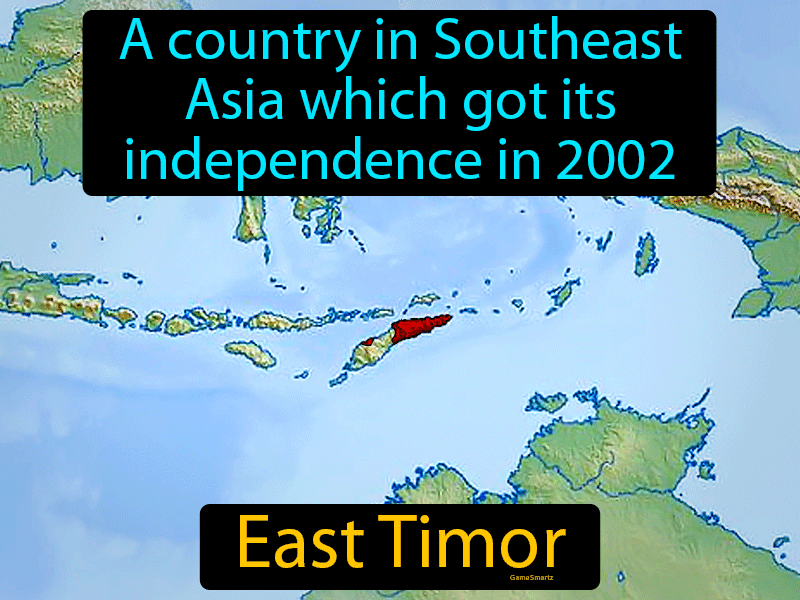 A country in Southeast
Asia which got its
independence in 2002
East Timor
GameSmartz